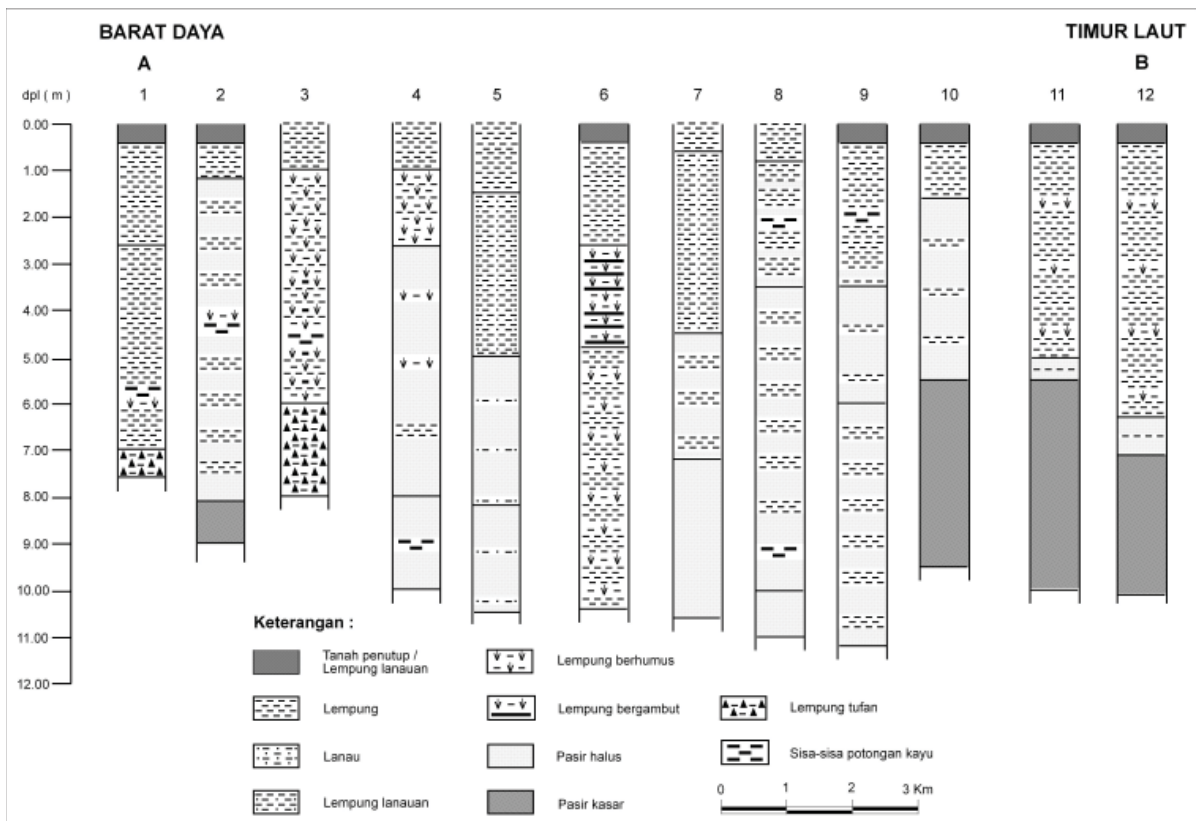 BARAT DAYA
TIMUR LAUT
A
B
dpl ( m )
1 2 3 4 5 6 7 8 9 10 11 12
0.00
1.00
2.00
3.00
4.00
5.00
6.00
7.00
8.00
9.00
10.00
11.00
12.00
Keterangan :
Tanah penutup /
Lempung lanauan
Lempung
Lanau
Lempung lanauan
Lempung berhumus
Lempung bergambut
Pasir halus
Pasir kasar
Lempung tufan
Sisa-sisa potongan kayu
0 1 2 3 Km